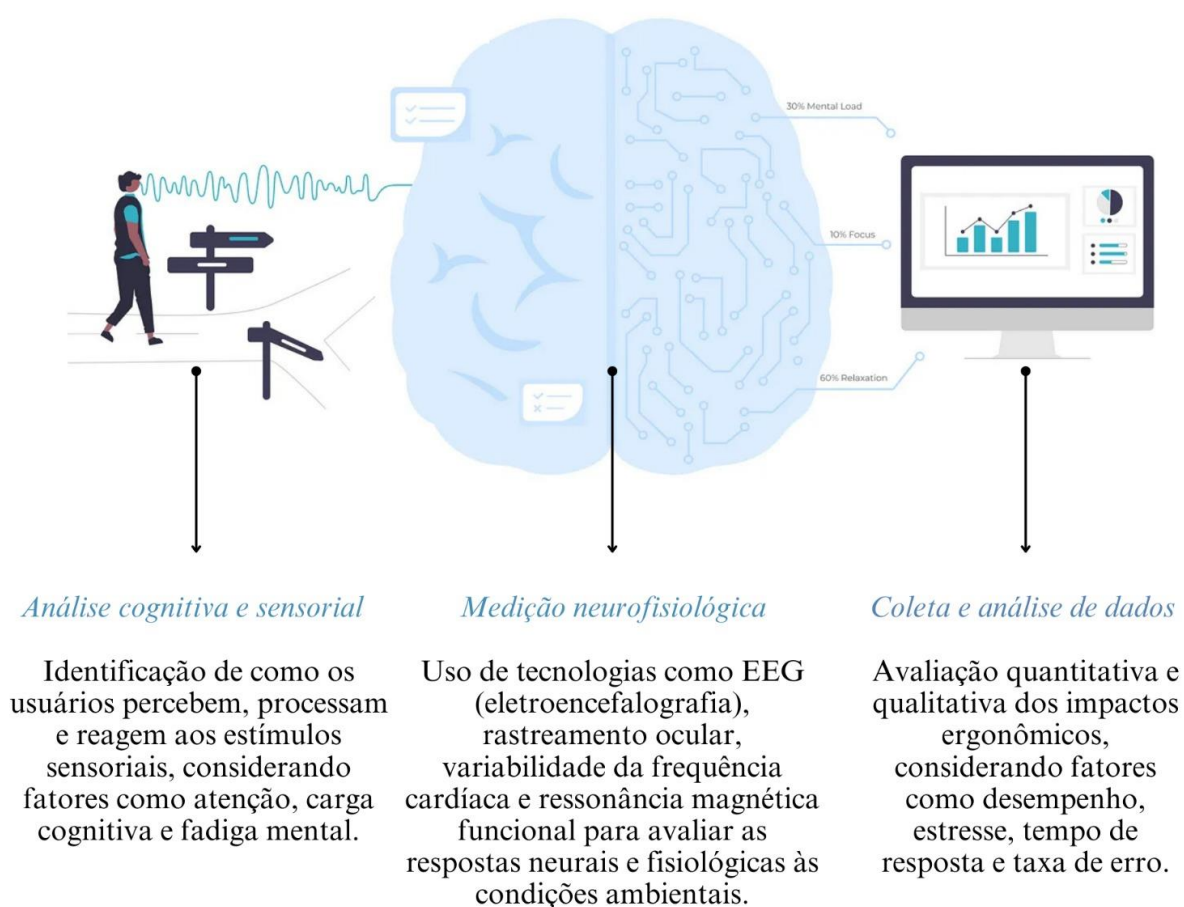 30% Mental Load
10% Focus
60% Relaxation
Análise cognitiva e sensorial
Identificação de como os
usuários percebem, processam
e reagem aos estímulos
sensoriais, considerando
fatores como atenção, carga
cognitiva e fadiga mental.
Medição neurofisiológica
Uso de tecnologias como EEG
(eletroencefalografia),
rastreamento ocular,
variabilidade da frequência
cardíaca e ressonância magnética
funcional para avaliar as
respostas neurais e fisiológicas às
condições ambientais.
Coleta e análise de dados
Avaliação quantitativa e
qualitativa dos impactos
ergonômicos,
considerando fatores
como desempenho,
estresse, tempo de
resposta e taxa de erro.